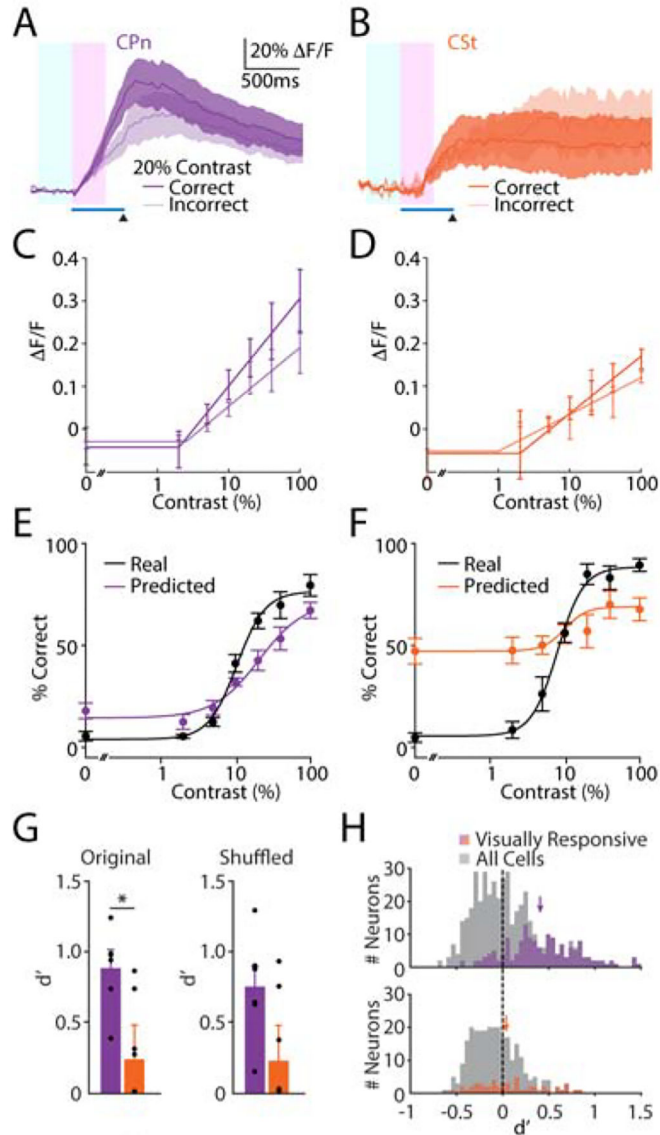 A
CPn
20% ΔF/F
500ms
20% Contrast
Correct
Incorrect
B
CSt
Correct
Incorrect
C
0.4
0.3
0.2
0.1
0
ΔF/F
0
1
10
100
Contrast (%)
D
0.4
0.3
0.2
0.1
0
ΔF/F
0
1
10
100
Contrast (%)
E
100
50
0
% Correct
Real
Predicted
0
1
10
100
Contrast (%)
F
100
50
0
% Correct
Real
Predicted
0
1
10
100
Contrast (%)
G
Original
1.5
1.0
0.5
0
d'
*
Shuffled
1.5
1.0
0.5
0
d'
H
Visually Responsive
All Cells
30
20
10
0
# Neurons
30
20
10
0
# Neurons
-1
-0.5
0
0.5
1
1.5
d'